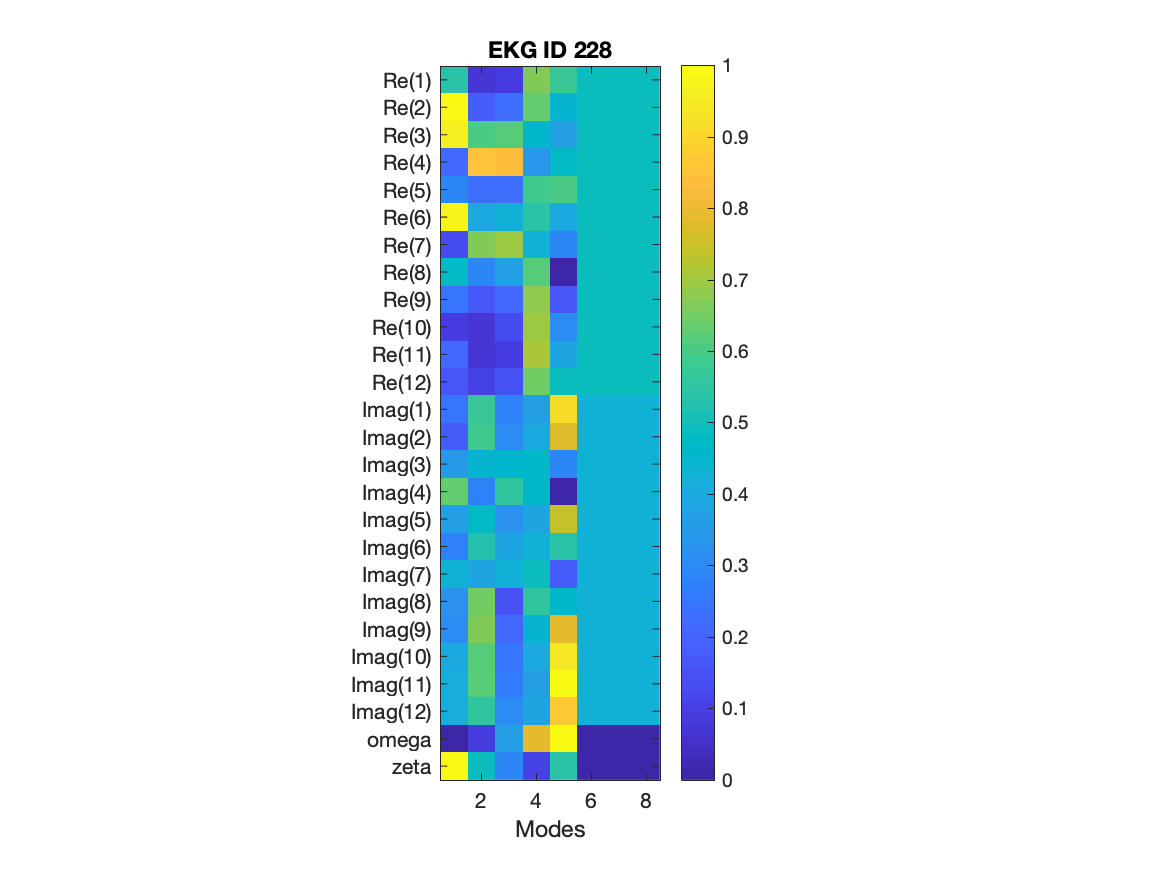 EKG ID 228
Re(1)
Re(2)
Re(3)
Re(4)
Re(5)
Re(6)
Re(7)
Re(8)
Re(9)
Re(10)
Re(11)
Re(12)
Imag(1)
Imag(2)
Imag(3)
Imag(4)
Imag(5)
Imag(6)
Imag(7)
Imag(8)
Imag(9)
Imag(10)
Imag(11)
Imag(12)
omega
zeta
2 4 6 8
Modes
1
0.9
0.8
0.7
0.6
0.5
0.4
0.3
0.2
0.1
0